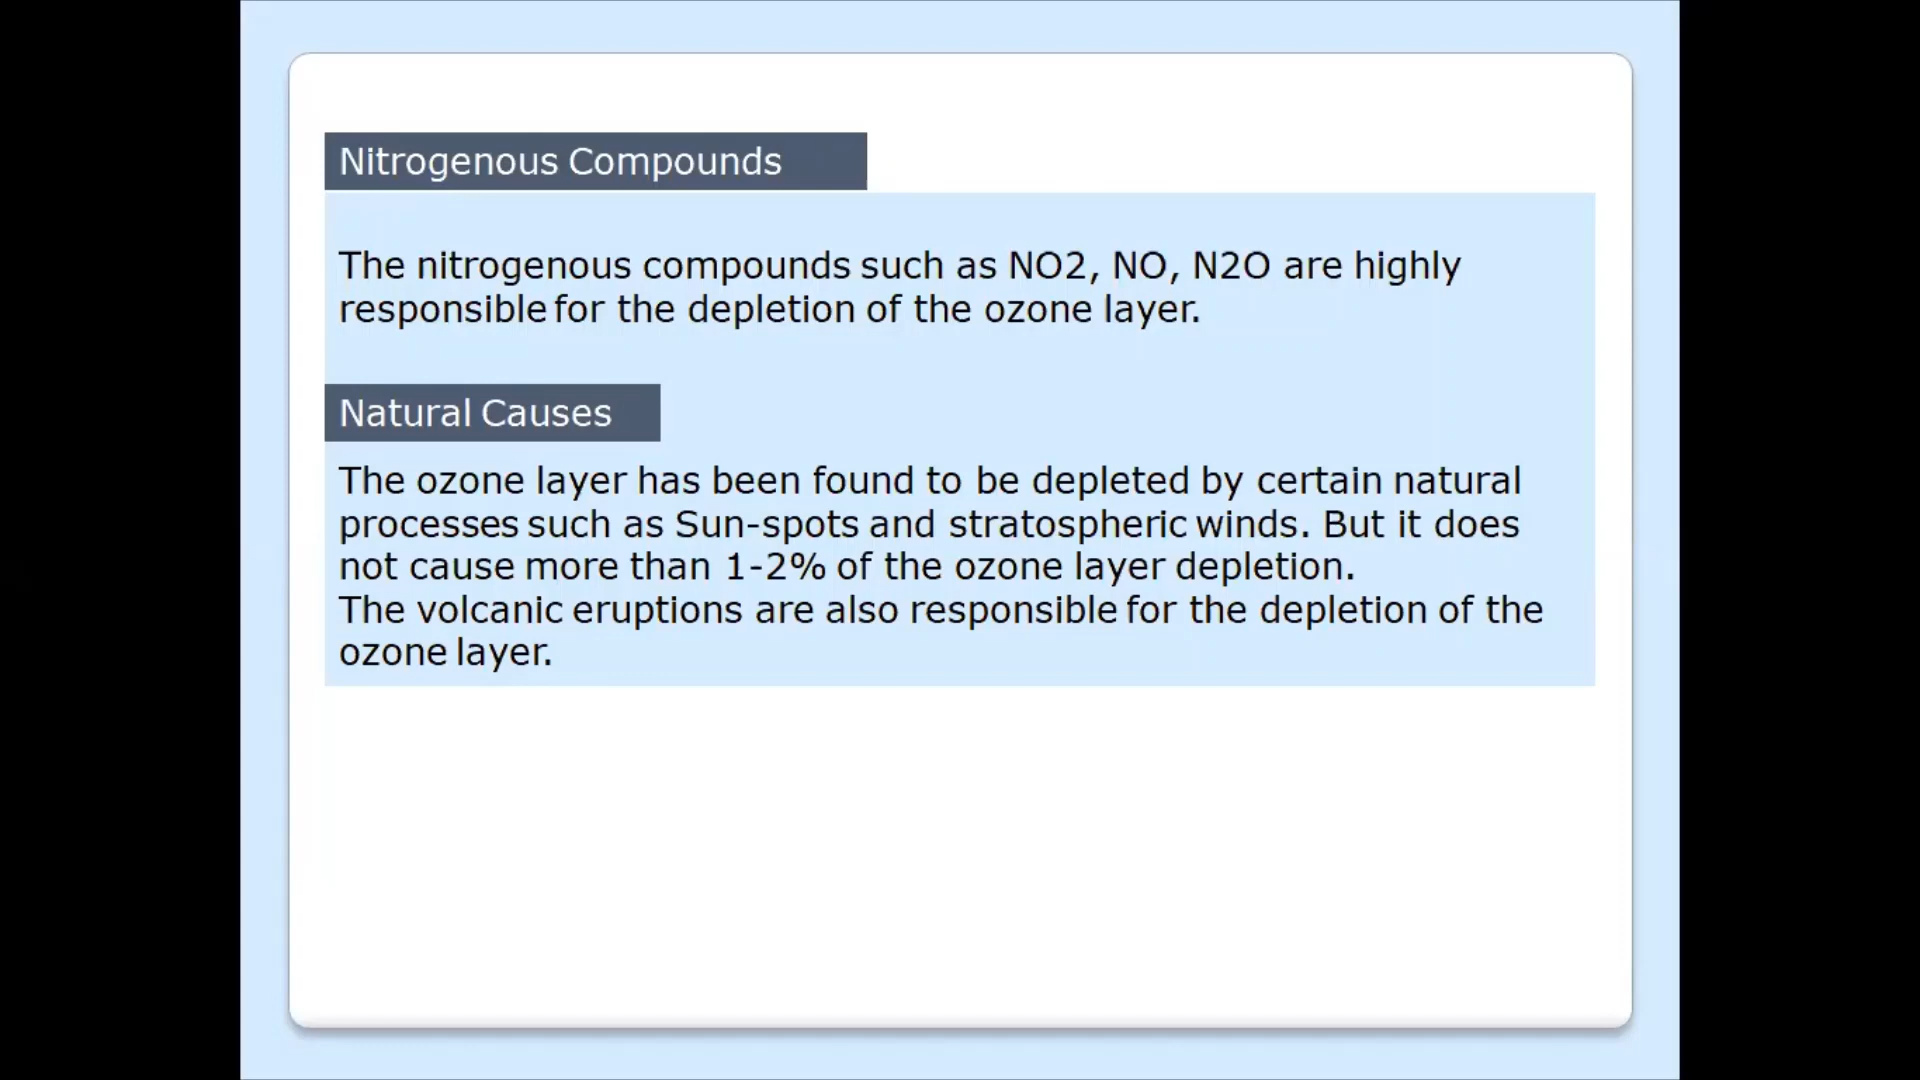 Nitrogenous Compounds
The nitrogenous compounds such as NO2, NO, N2O are highly
responsible for the depletion of the ozone layer.
Natural Causes
The ozone layer has been found to be depleted by certain natural
processes such as Sun-spots and stratospheric winds. But it does
not cause more than 1-2% of the ozone layer depletion.
The volcanic eruptions are also responsible for the depletion of the
ozone layer.